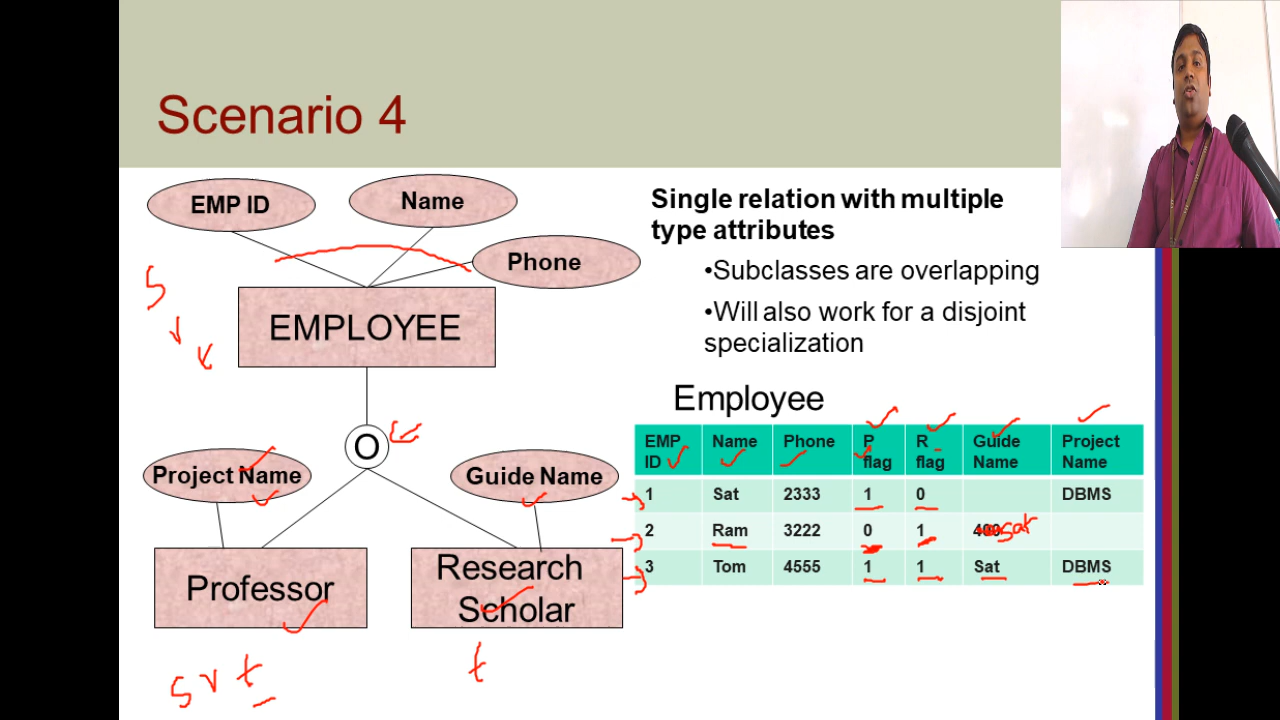 Scenario 4
EMP ID
Name
Phone
EMPLOYEE
O
Project Name
Guide Name
Professor
Research
Scholar
t
Single relation with multiple
type attributes
•Subclasses are overlapping
•Will also work for a disjoint
specialization
Employee
EMP ID Name Phone P flag R flag Guide Name Project Name
1 Sat 2333 1 0 DBMS
2 Ram 3222 0 1 400 sat
3 Tom 4555 1 1 Sat DBMS